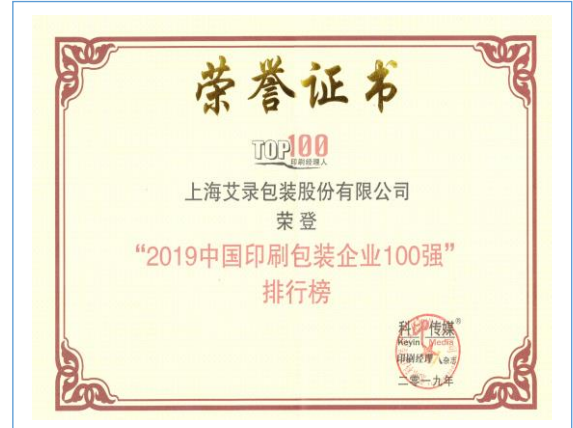 荣誉证书
TOP100
印刷经理人
上海艾录包装股份有限公司
荣登
“2019中国印刷包装企业100强”
排行榜
科印传媒®
Keyin Media
印刷经理人杂志
二零一九年